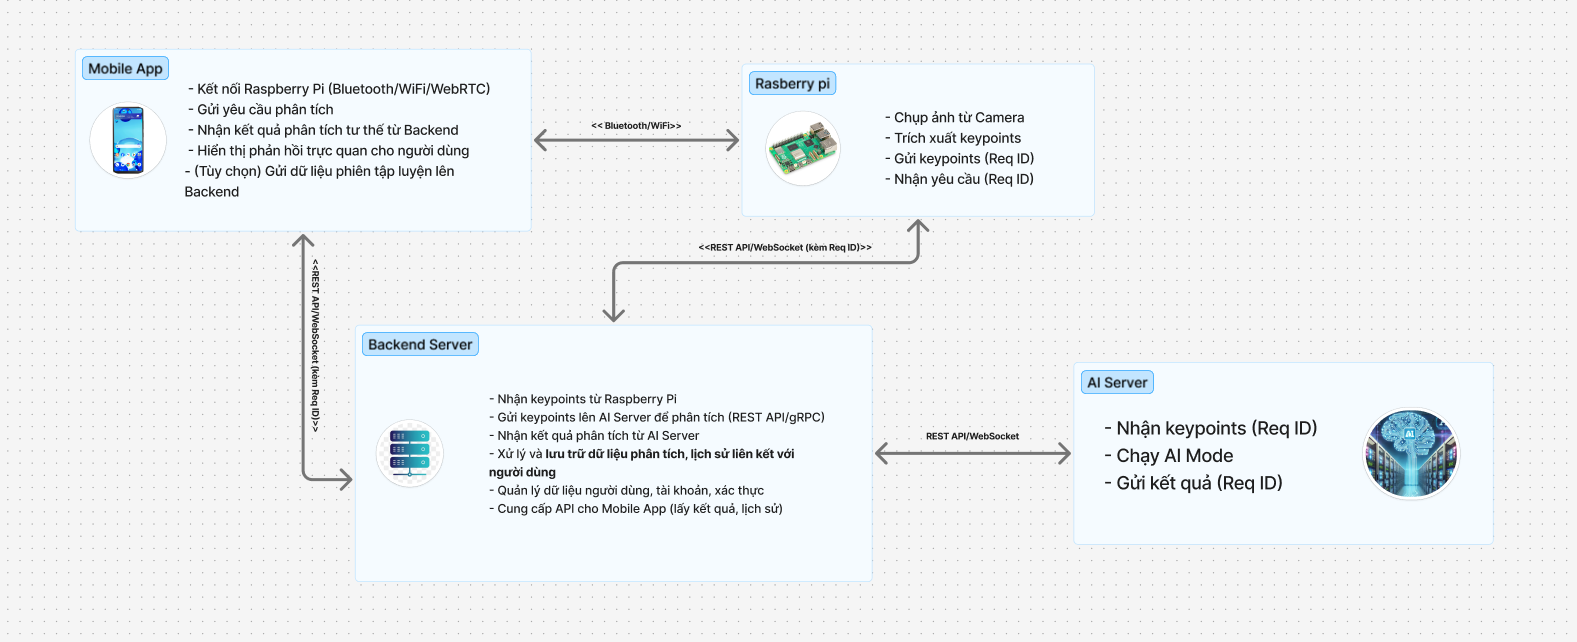 Mobile App
- Kết nối Raspberry Pi (Bluetooth/WiFi/WebRTC)
- Gửi yêu cầu phân tích
- Nhận kết quả phân tích tư thế từ Backend
- Hiển thị phản hồi trực quan cho người dùng
- (Tùy chọn) Gửi dữ liệu phiên tập luyện lên
Backend
<< Bluetooth/WiFi>>
Rasberry pi
- Chụp ảnh từ Camera
- Trích xuất keypoints
- Gửi keypoints (Req ID)
- Nhận yêu cầu (Req ID)
<<REST API/WebSocket (kèm Req ID)>>
<<REST API/WebSocket (kèm Req ID)>>
Backend Server
- Nhận keypoints từ Raspberry Pi
- Gửi keypoints lên AI Server để phân tích (REST API/gRPC)
- Nhận kết quả phân tích từ AI Server
- Xử lý và lưu trữ dữ liệu phân tích, lịch sử liên kết với
người dùng
- Quản lý dữ liệu người dùng, tài khoản, xác thực
- Cung cấp API cho Mobile App (lấy kết quả, lịch sử)
REST API/WebSocket
AI Server
- Nhận keypoints (Req ID)
- Chạy AI Mode
- Gửi kết quả (Req ID)
AI